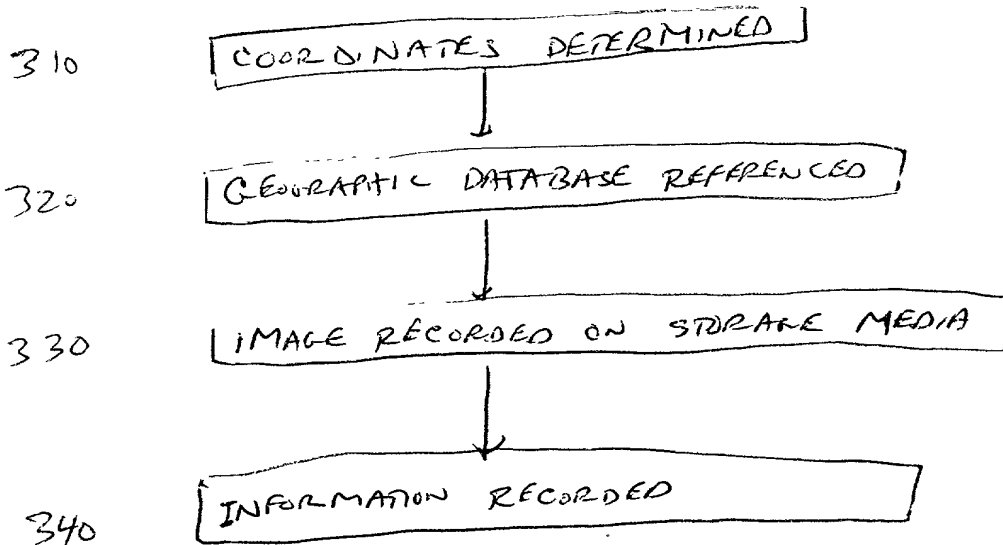 310 COORDINATES DETERMINED
320 GEOGRAPHIC DATABASE REFERENCED
330 IMAGE RECORDED ON STORAGE MEDIA
340 INFORMATION RECORDED